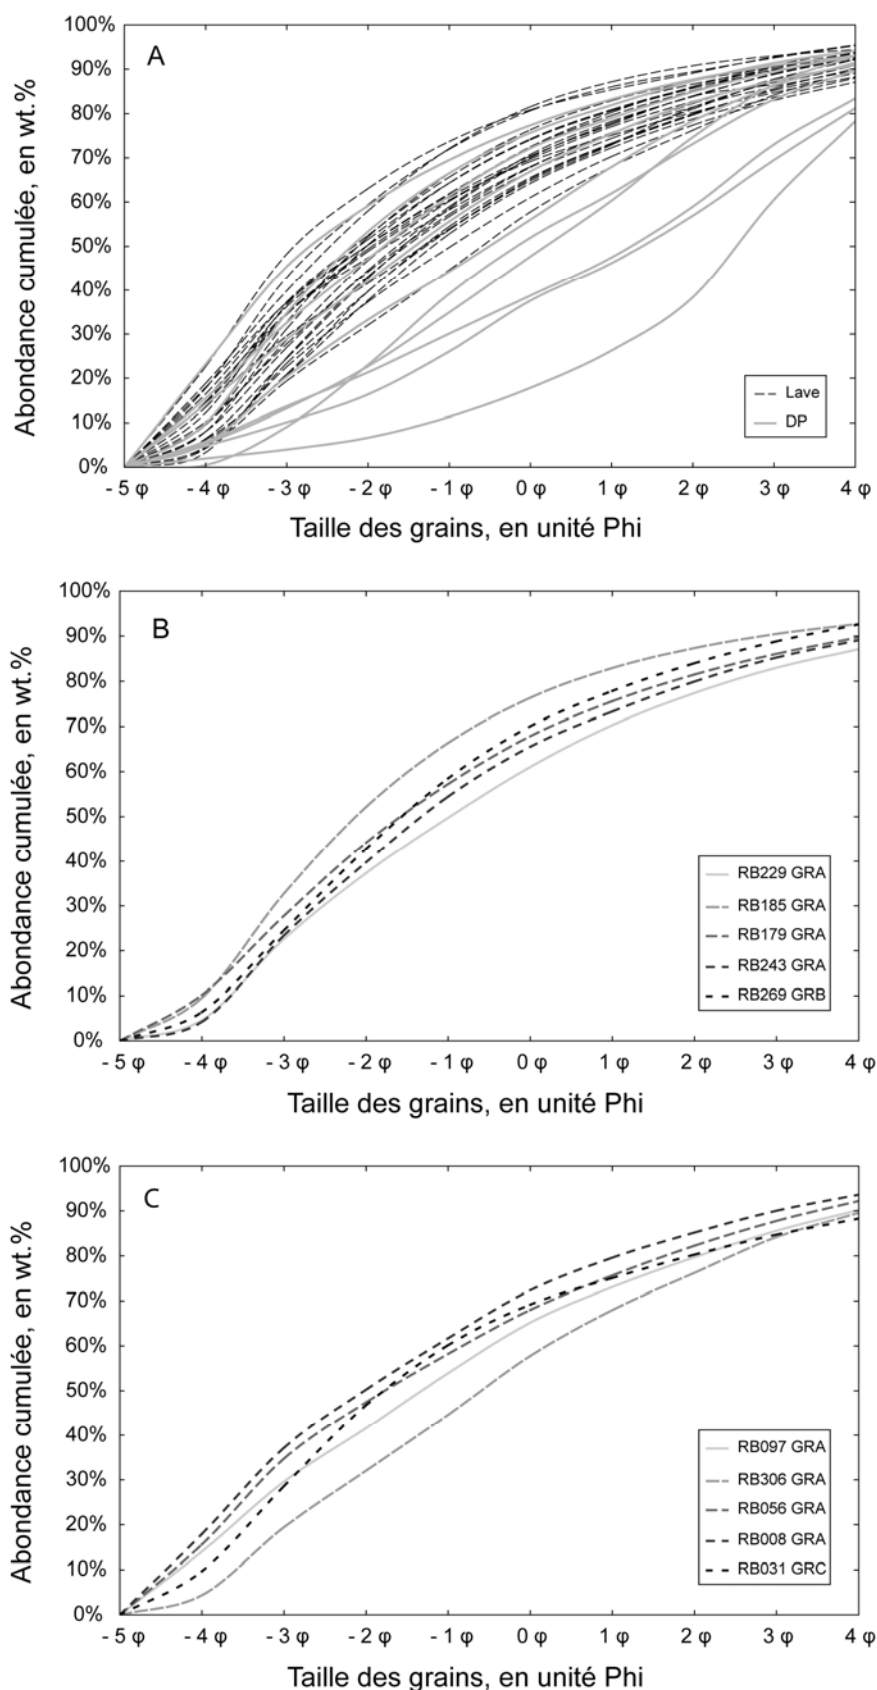 100%
A
90%
80%
70%
60%
50%
40%
30%
20%
10%
0%
Abondance cumulée, en wt.%
Lave
DP
- 5 φ - 4 φ - 3 φ - 2 φ - 1 φ 0 φ 1 φ 2 φ 3 φ 4 φ
Taille des grains, en unité Phi
100%
B
90%
80%
70%
60%
50%
40%
30%
20%
10%
0%
Abondance cumulée, en wt.%
RB229 GRA
RB185 GRA
RB179 GRA
RB243 GRA
RB269 GRB
- 5 φ - 4 φ - 3 φ - 2 φ - 1 φ 0 φ 1 φ 2 φ 3 φ 4 φ
Taille des grains, en unité Phi
100%
C
90%
80%
70%
60%
50%
40%
30%
20%
10%
0%
Abondance cumulée, en wt.%
RB097 GRA
RB306 GRA
RB056 GRA
RB008 GRA
RB031 GRC
- 5 φ - 4 φ - 3 φ - 2 φ - 1 φ 0 φ 1 φ 2 φ 3 φ 4 φ
Taille des grains, en unité Phi